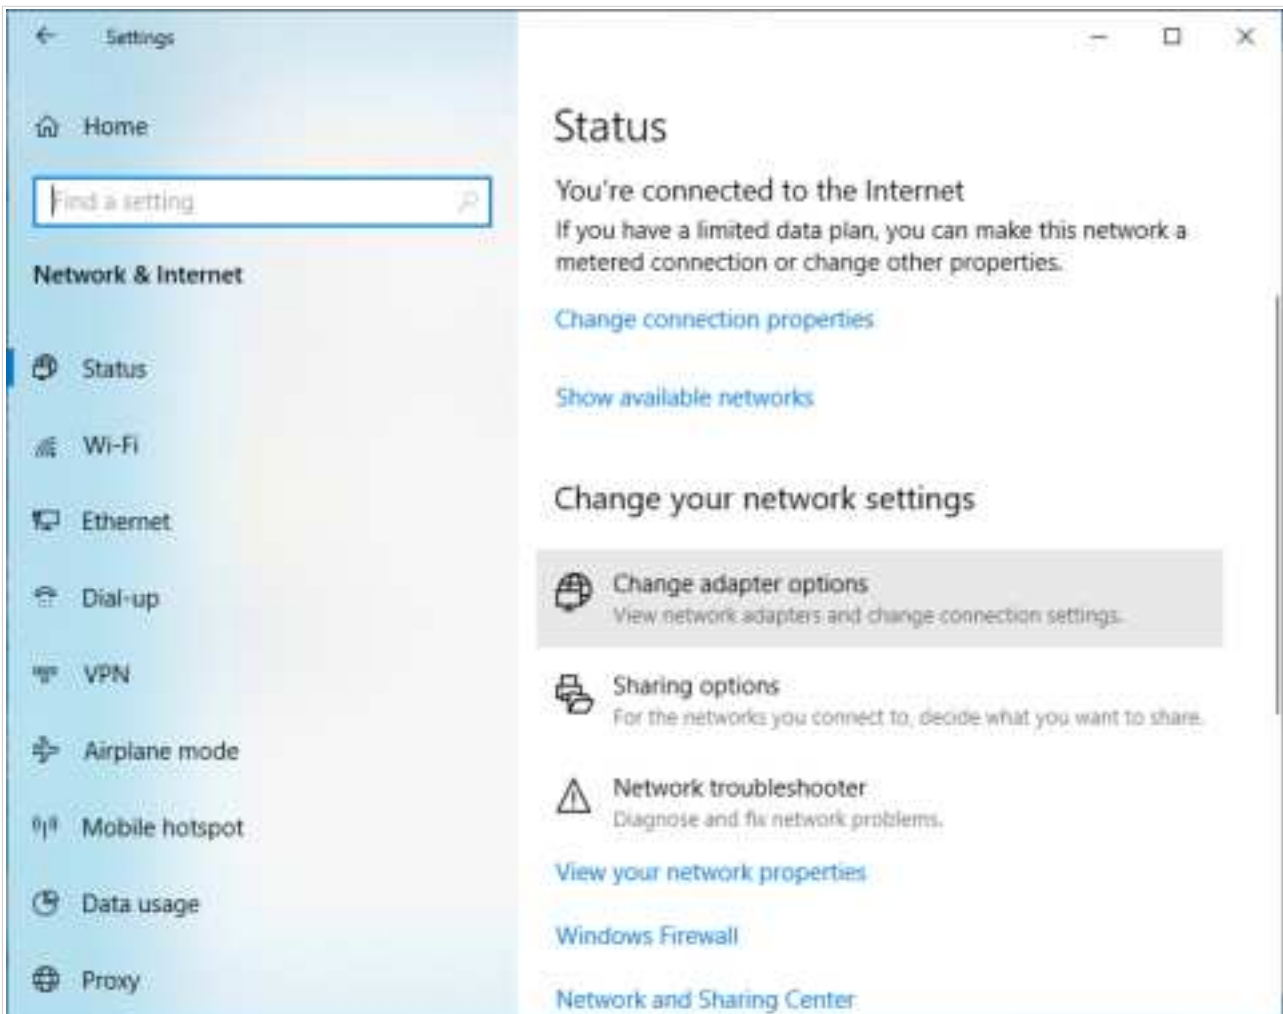 Settings
Home
Find a setting
Network & Internet
Status
Wi-Fi
Ethernet
Dial-up
VPN
Airplane mode
Mobile hotspot
Data usage
Proxy
Status
You're connected to the Internet
If you have a limited data plan, you can make this network a
metered connection or change other properties.
Change connection properties
Show available networks
Change your network settings
Change adapter options
View network adapters and change connection settings.
Sharing options
For the networks you connect to, decide what you want to share.
Network troubleshooter
Diagnose and fix network problems.
View your network properties
Windows Firewall
Network and Sharing Center